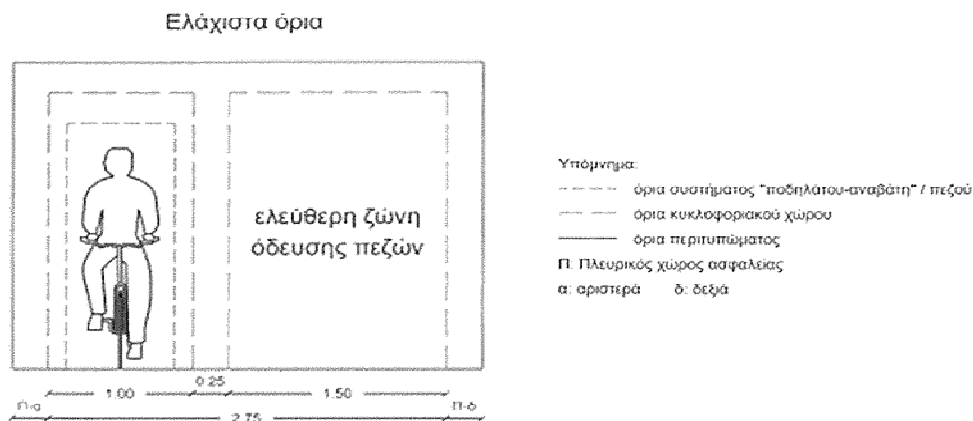 Ελάχιστα όρια
ελεύθερη ζώνη
όδευσης πεζών
0.25
1.00
1.50
Π-α
Π-δ
2.75
Υπόμνημα:
όρια συστήματος "ποδηλάτου-αναβάτη" / πεζού
όρια κυκλοφοριακού χώρου
όρια περιτυπώματος
Π: Πλευρικός χώρος ασφαλείας
α: αριστερά δ: δεξιά